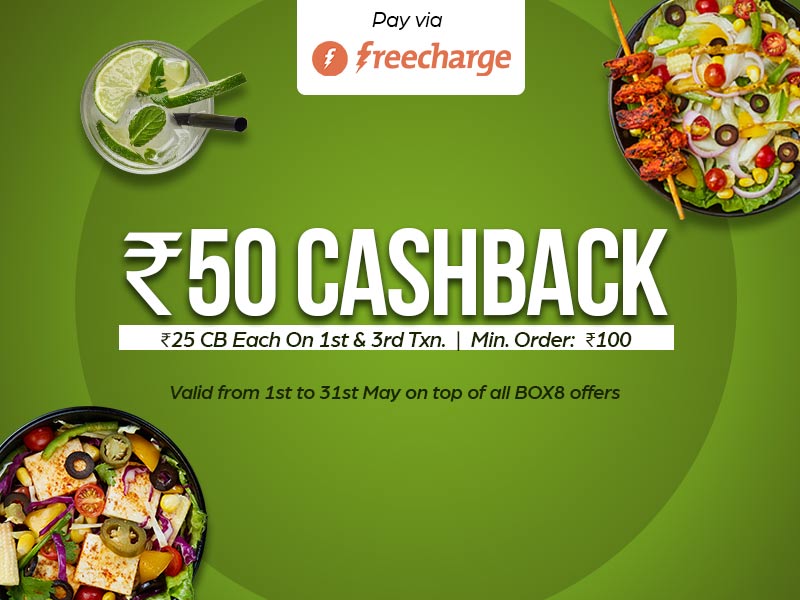 Pay via
freecharge
₹50 CASHBACK
₹25 CB Each On 1st & 3rd Txn. | Min. Order: ₹100
Valid from 1st to 31st May on top of all BOX8 offers